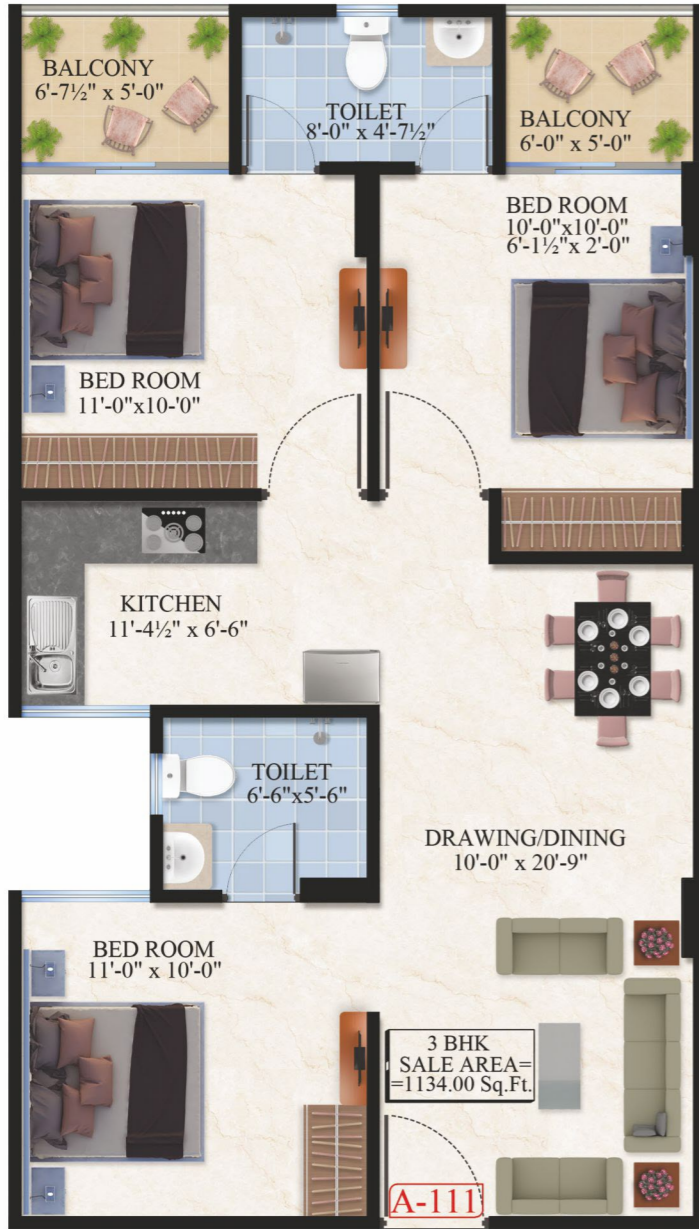 BALCONY
6'-7½" x 5'-0"
TOILET
8'-0" x 4'-7½"
BALCONY
6'-0" x 5'-0"
BED ROOM
10'-0"x10'-0"
6'-1½"x 2'-0"
BED ROOM
11'-0"x10-'0"
KITCHEN
11'-4½" x 6'-6"
TOILET
6'-6"x5'-6"
DRAWING/DINING
10'-0" x 20'-9"
BED ROOM
11'-0" x 10'-0"
3 BHK
SALE AREA=
=1134.00 Sq.Ft.
A-111